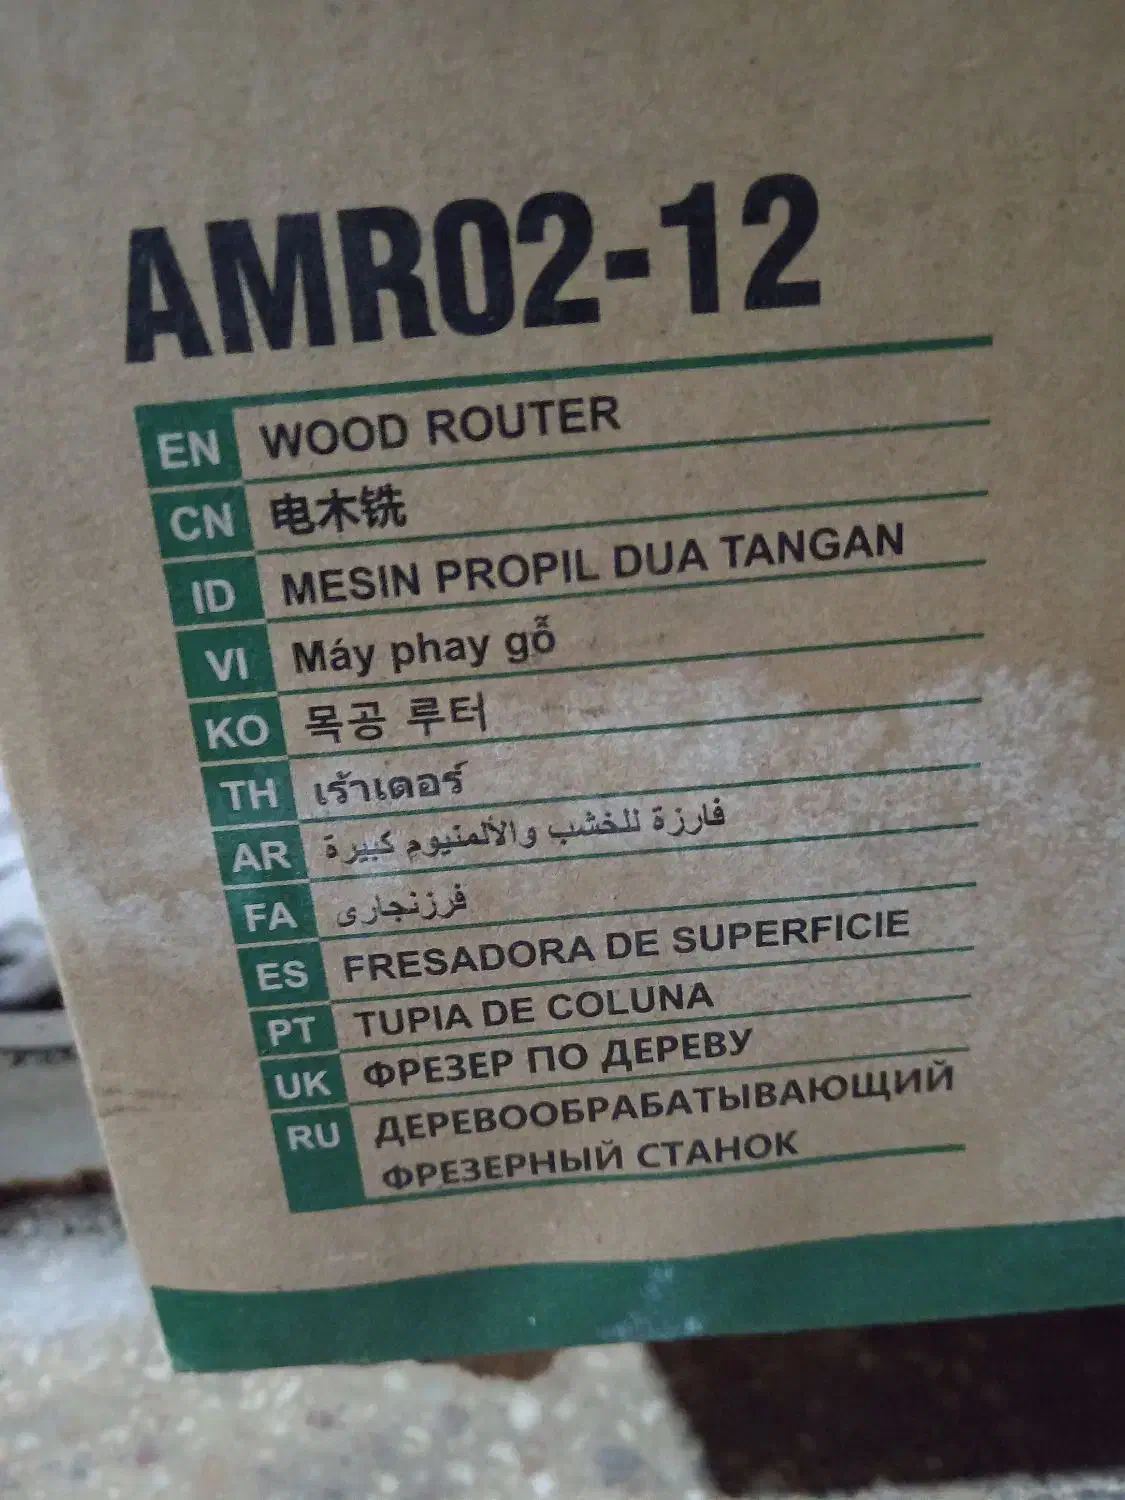 AMR02-12
EN WOOD ROUTER
CN 电木铣
ID MESIN PROPIL DUA TANGAN
VI Máy phay gỗ
KO 목공 루터
TH เร้าเตอร์
AR فارزة للخشب والألمنيوم كبيرة
FA فرزنجاری
ES FRESADORA DE SUPERFICIE
PT TUPIA DE COLUNA
UK ФРЕЗЕР ПО ДЕРЕВУ
RU ДЕРЕВООБРАБАТЫВАЮЩИЙ
ФРЕЗЕРНЫЙ СТАНОК